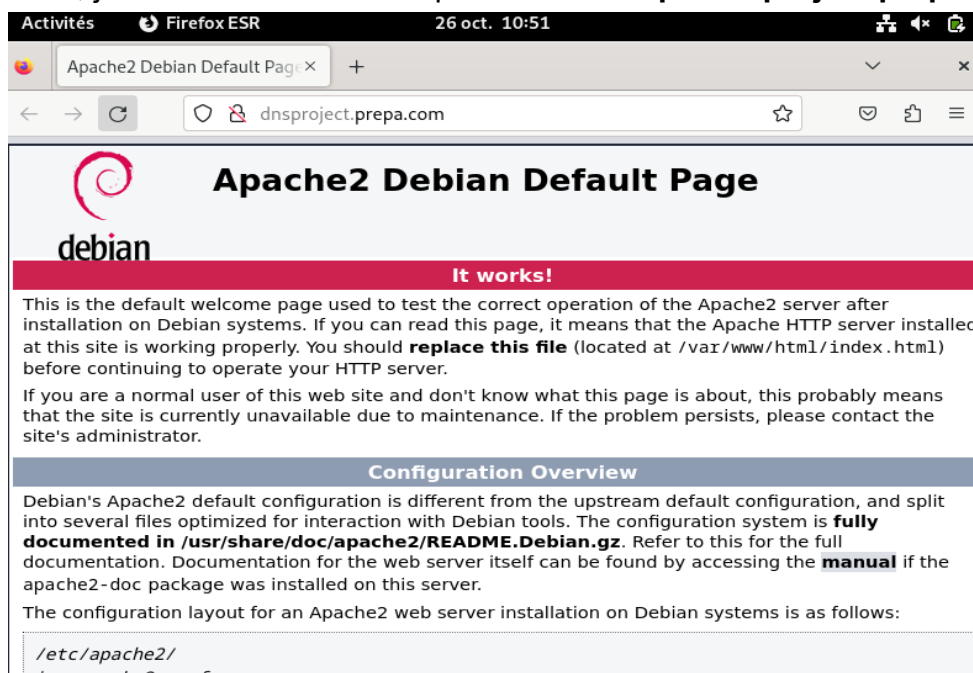 Activités Firefox ESR 26 oct. 10:51
Apache2 Debian Default Page × +
dnsproject.prepa.com
debian
Apache2 Debian Default Page
It works!
This is the default welcome page used to test the correct operation of the Apache2 server after
installation on Debian systems. If you can read this page, it means that the Apache HTTP server installed
at this site is working properly. You should replace this file (located at /var/www/html/index.html)
before continuing to operate your HTTP server.
If you are a normal user of this web site and don't know what this page is about, this probably means
that the site is currently unavailable due to maintenance. If the problem persists, please contact the
site's administrator.
Configuration Overview
Debian's Apache2 default configuration is different from the upstream default configuration, and split
into several files optimized for interaction with Debian tools. The configuration system is fully
documented in /usr/share/doc/apache2/README.Debian.gz. Refer to this for the full
documentation. Documentation for the web server itself can be found by accessing the manual if the
apache2-doc package was installed on this server.
The configuration layout for an Apache2 web server installation on Debian systems is as follows:
/etc/apache2/